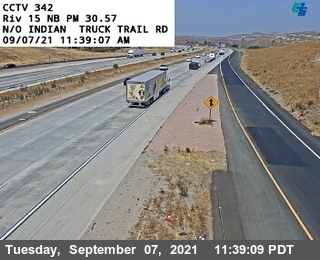 CCTV 342
Riv 15 NB PM 30.57
N/O INDIAN TRUCK TRAIL RD
09/07/21 11:39:07 AM
Tuesday, September 07, 2021 11:39:09 PDT